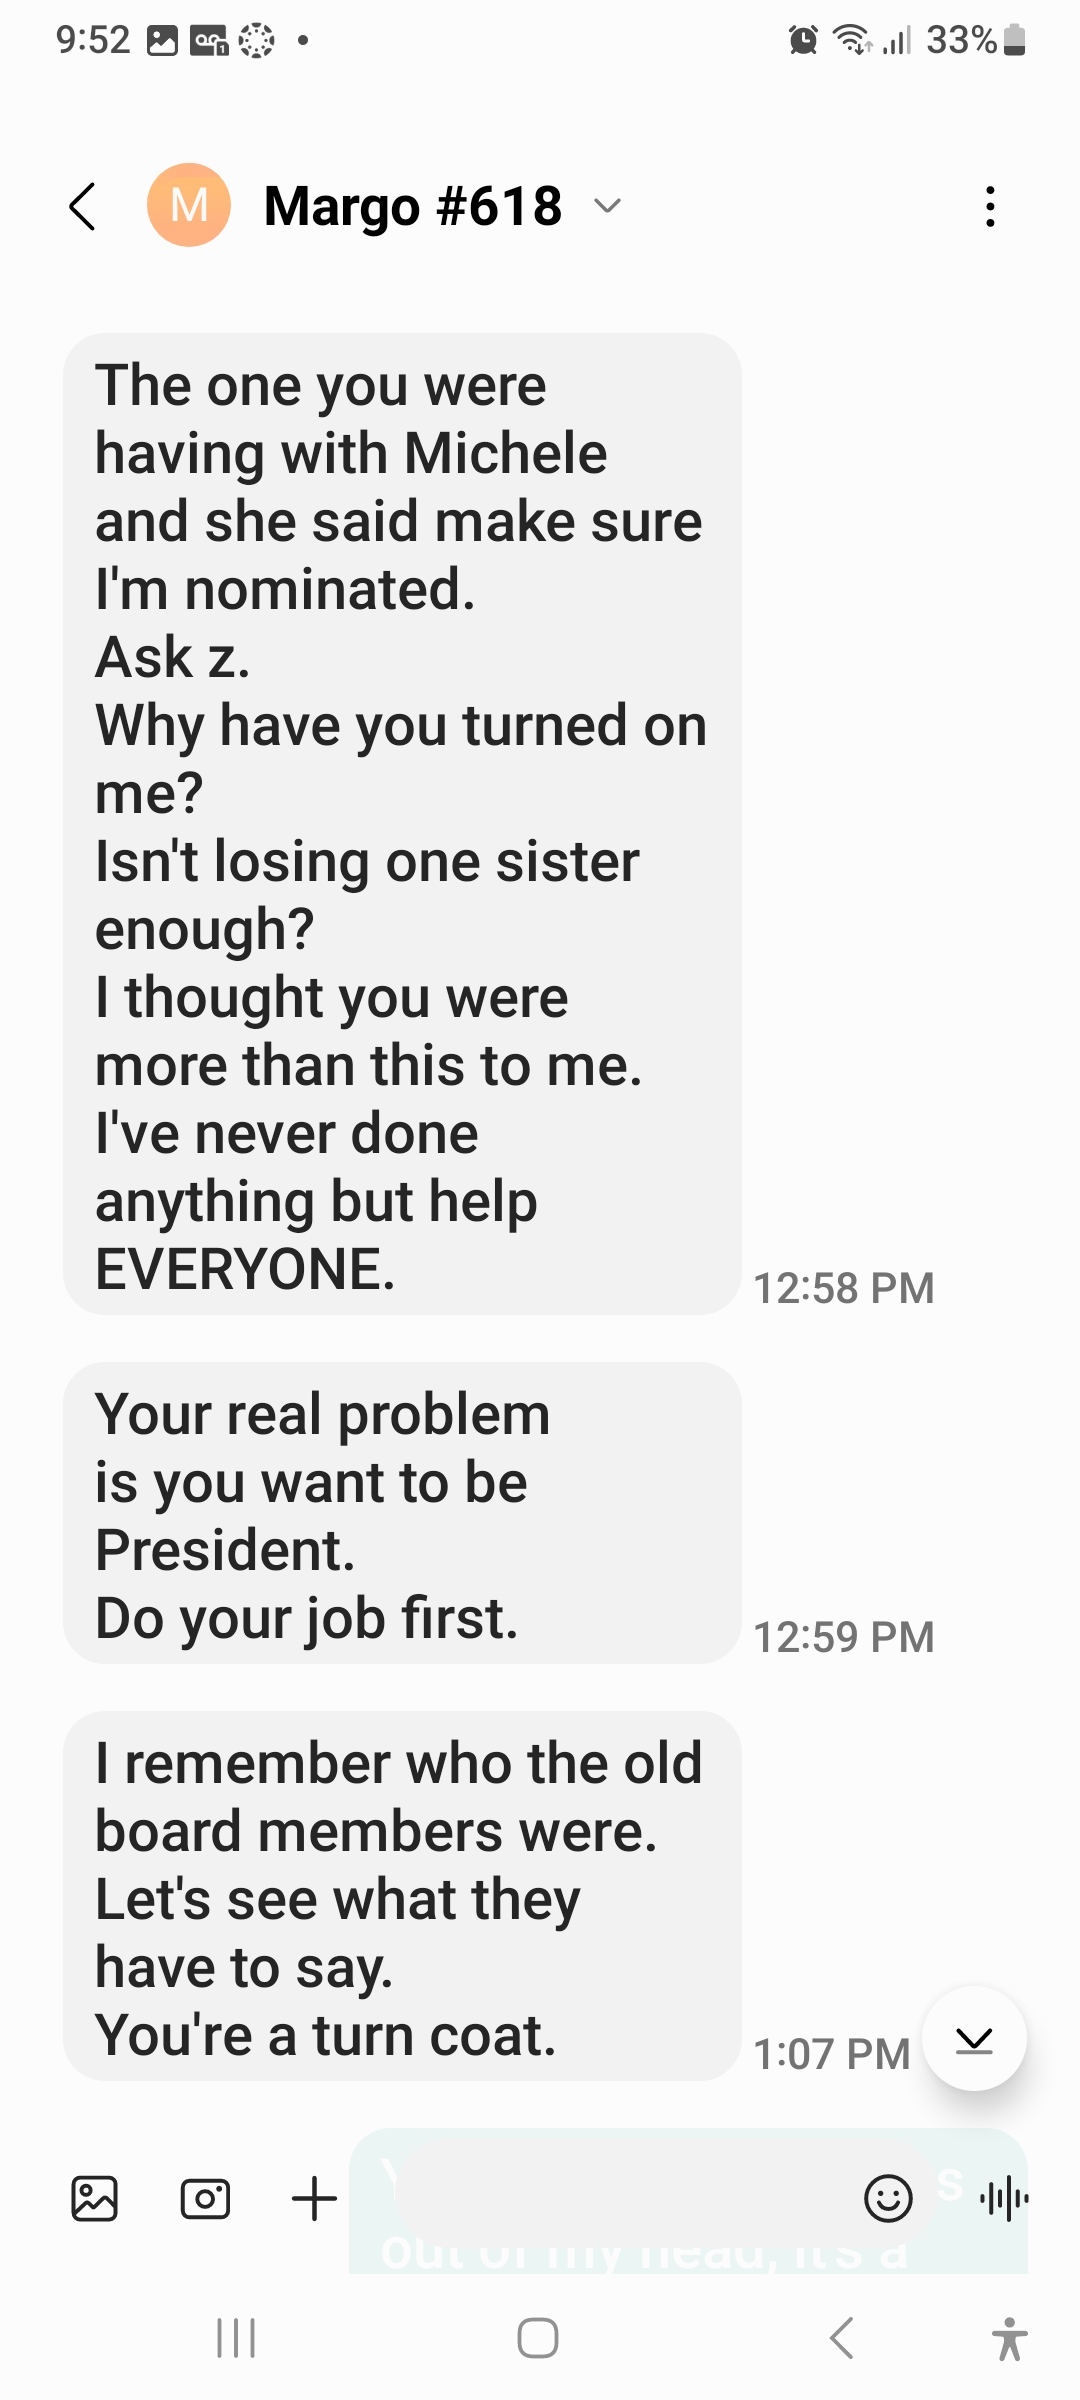 9:52
33%
M Margo #618
The one you were
having with Michele
and she said make sure
I'm nominated.
Ask z.
Why have you turned on
me?
Isn't losing one sister
enough?
I thought you were
more than this to me.
I've never done
anything but help
EVERYONE.
12:58 PM
Your real problem
is you want to be
President.
Do your job first.
12:59 PM
I remember who the old
board members were.
Let's see what they
have to say.
You're a turn coat.
1:07 PM
out of my head, it's a